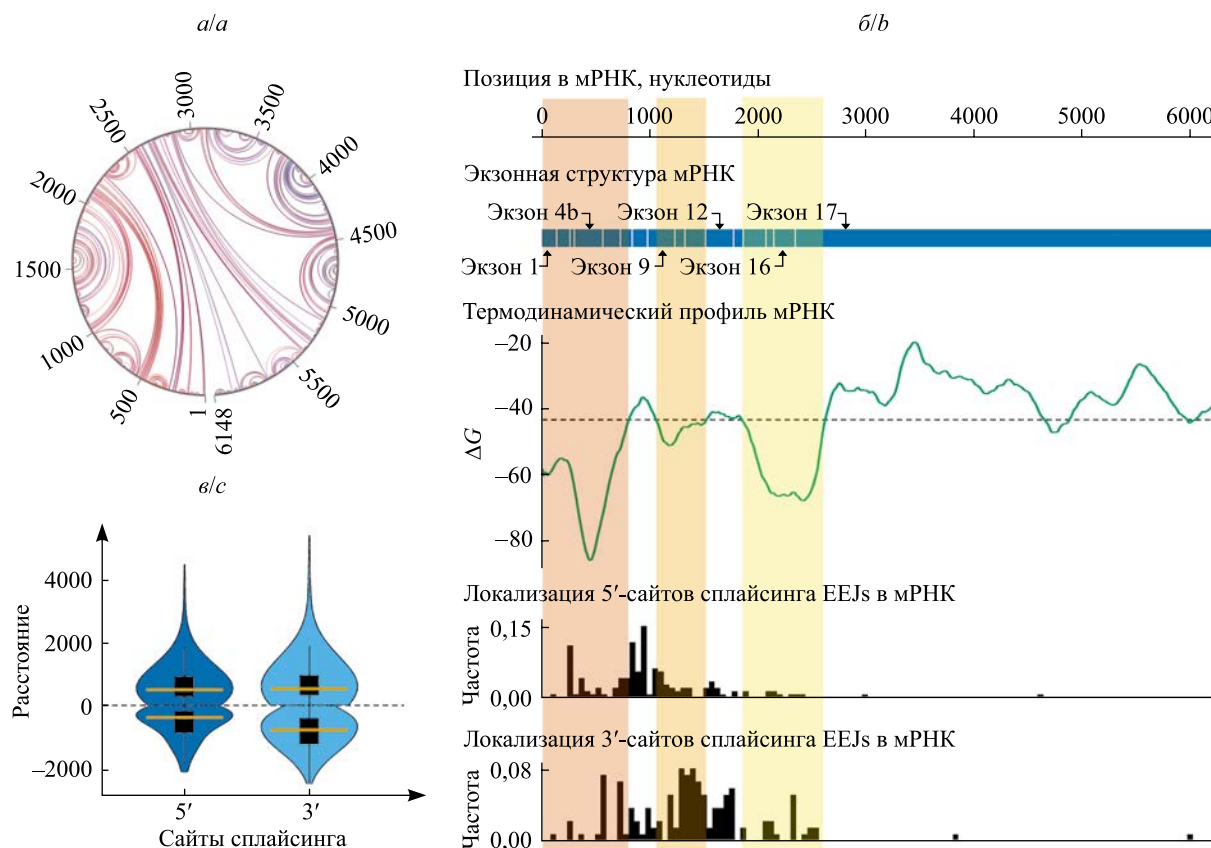 а/a
3000
3500
2500
4000
2000
4500
1500
5000
1000
5500
500
1
6148
б/b
Позиция в мРНК, нуклеотиды
0 1000 2000 3000 4000 5000 6000
Экзонная структура мРНК
Экзон 4b Экзон 12 Экзон 17
Экзон 1 Экзон 9 Экзон 16
Термодинамический профиль мРНК
–20
–40
–60
–80
ΔG
Локализация 5′-сайтов сплайсинга EEJs в мРНК
0,15
0,00
Частота
Локализация 3′-сайтов сплайсинга EEJs в мРНК
0,08
0,00
Частота
в/c
4000
2000
0
–2000
Расстояние
5′ 3′
Сайты сплайсинга